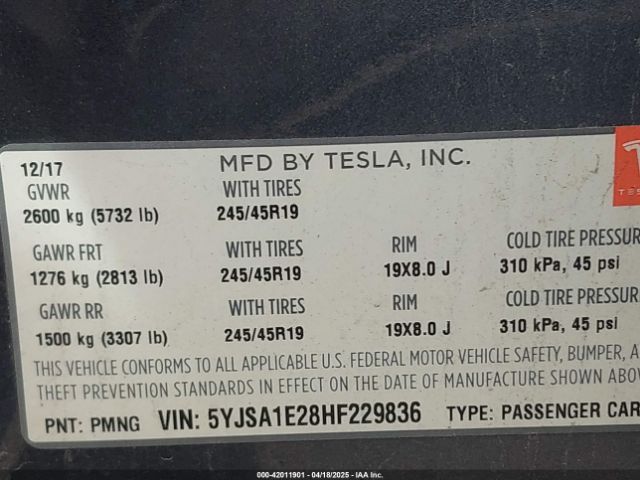 12/17 MFD BY TESLA, INC.
GVWR WITH TIRES
2600 kg (5732 lb) 245/45R19
GAWR FRT WITH TIRES RIM COLD TIRE PRESSUR
1276 kg (2813 lb) 245/45R19 19X8.0 J 310 kPa, 45 psi
GAWR RR WITH TIRES RIM COLD TIRE PRESSUR
1500 kg (3307 lb) 245/45R19 19X8.0 J 310 kPa, 45 psi
THIS VEHICLE CONFORMS TO ALL APPLICABLE U.S. FEDERAL MOTOR VEHICLE SAFETY, BUMPER, A
THEFT PREVENTION STANDARDS IN EFFECT ON THE DATE OF MANUFACTURE SHOWN ABOV
PNT: PMNG VIN: 5YJSA1E28HF229836 TYPE: PASSENGER CAR
TES
000-42011901 - 04/18/2025 - IAA Inc.